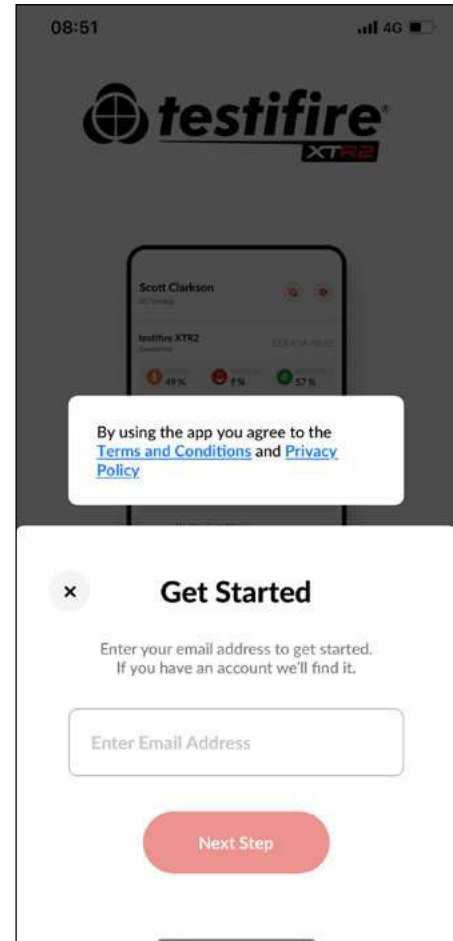 08:51
4G
testifire®
XTR2
Scott Clarkson
testifire XTR2
49%
9%
57%
By using the app you agree to the
Terms and Conditions and Privacy
Policy
×
Get Started
Enter your email address to get started.
If you have an account we'll find it.
Enter Email Address
Next Step